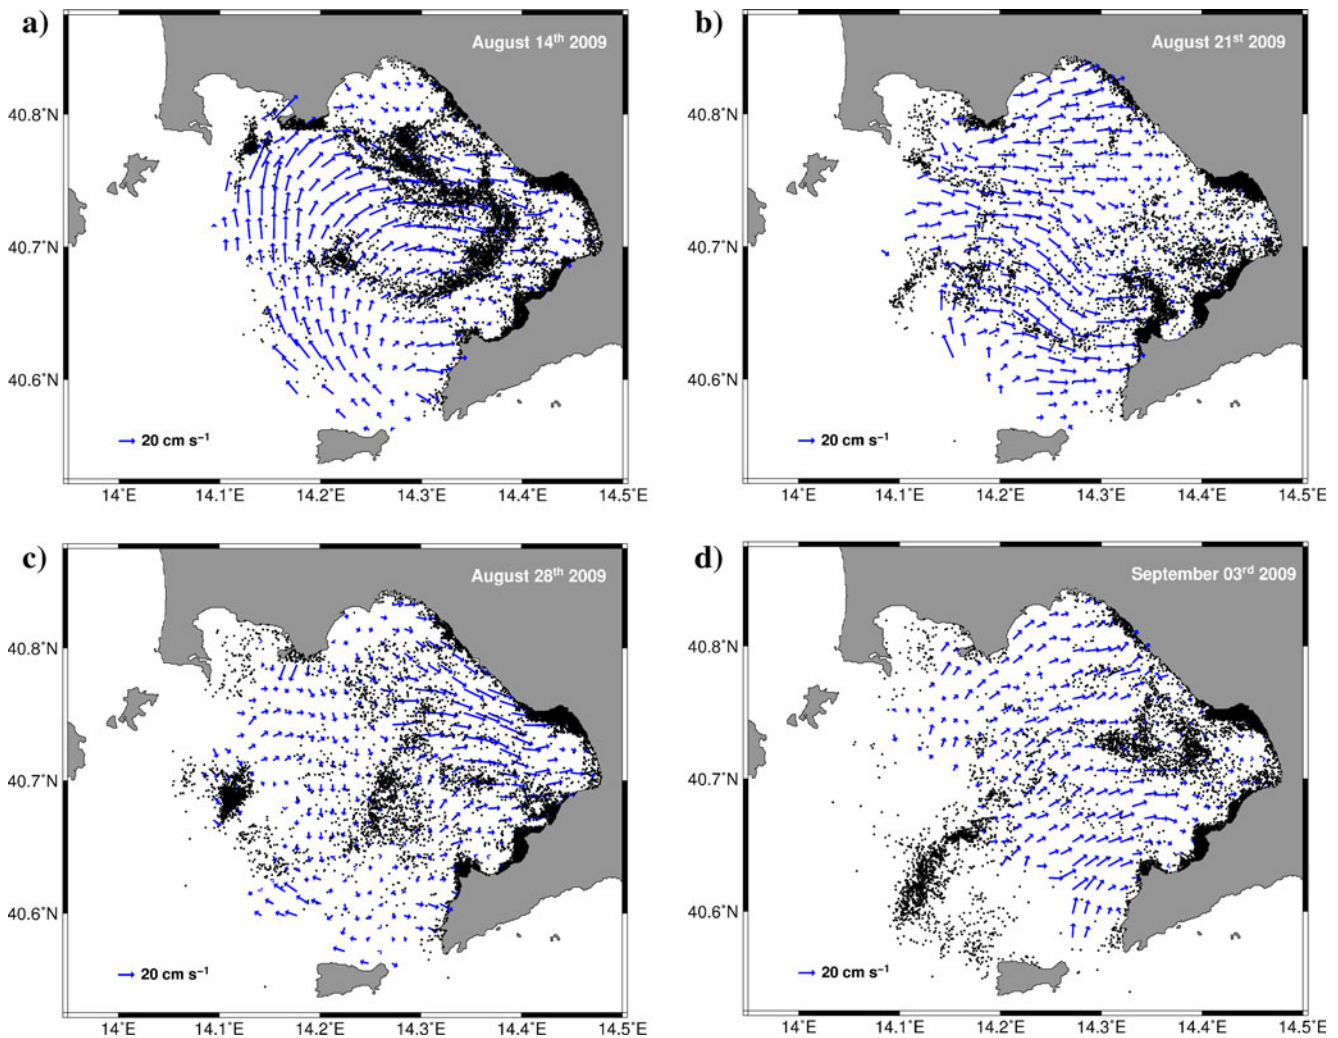 a)
August 14th 2009
40.8°N
40.7°N
40.6°N
20 cm s⁻¹
14°E 14.1°E 14.2°E 14.3°E 14.4°E 14.5°E
b)
August 21st 2009
40.8°N
40.7°N
40.6°N
20 cm s⁻¹
14°E 14.1°E 14.2°E 14.3°E 14.4°E 14.5°E
c)
August 28th 2009
40.8°N
40.7°N
40.6°N
20 cm s⁻¹
14°E 14.1°E 14.2°E 14.3°E 14.4°E 14.5°E
d)
September 03rd 2009
40.8°N
40.7°N
40.6°N
20 cm s⁻¹
14°E 14.1°E 14.2°E 14.3°E 14.4°E 14.5°E